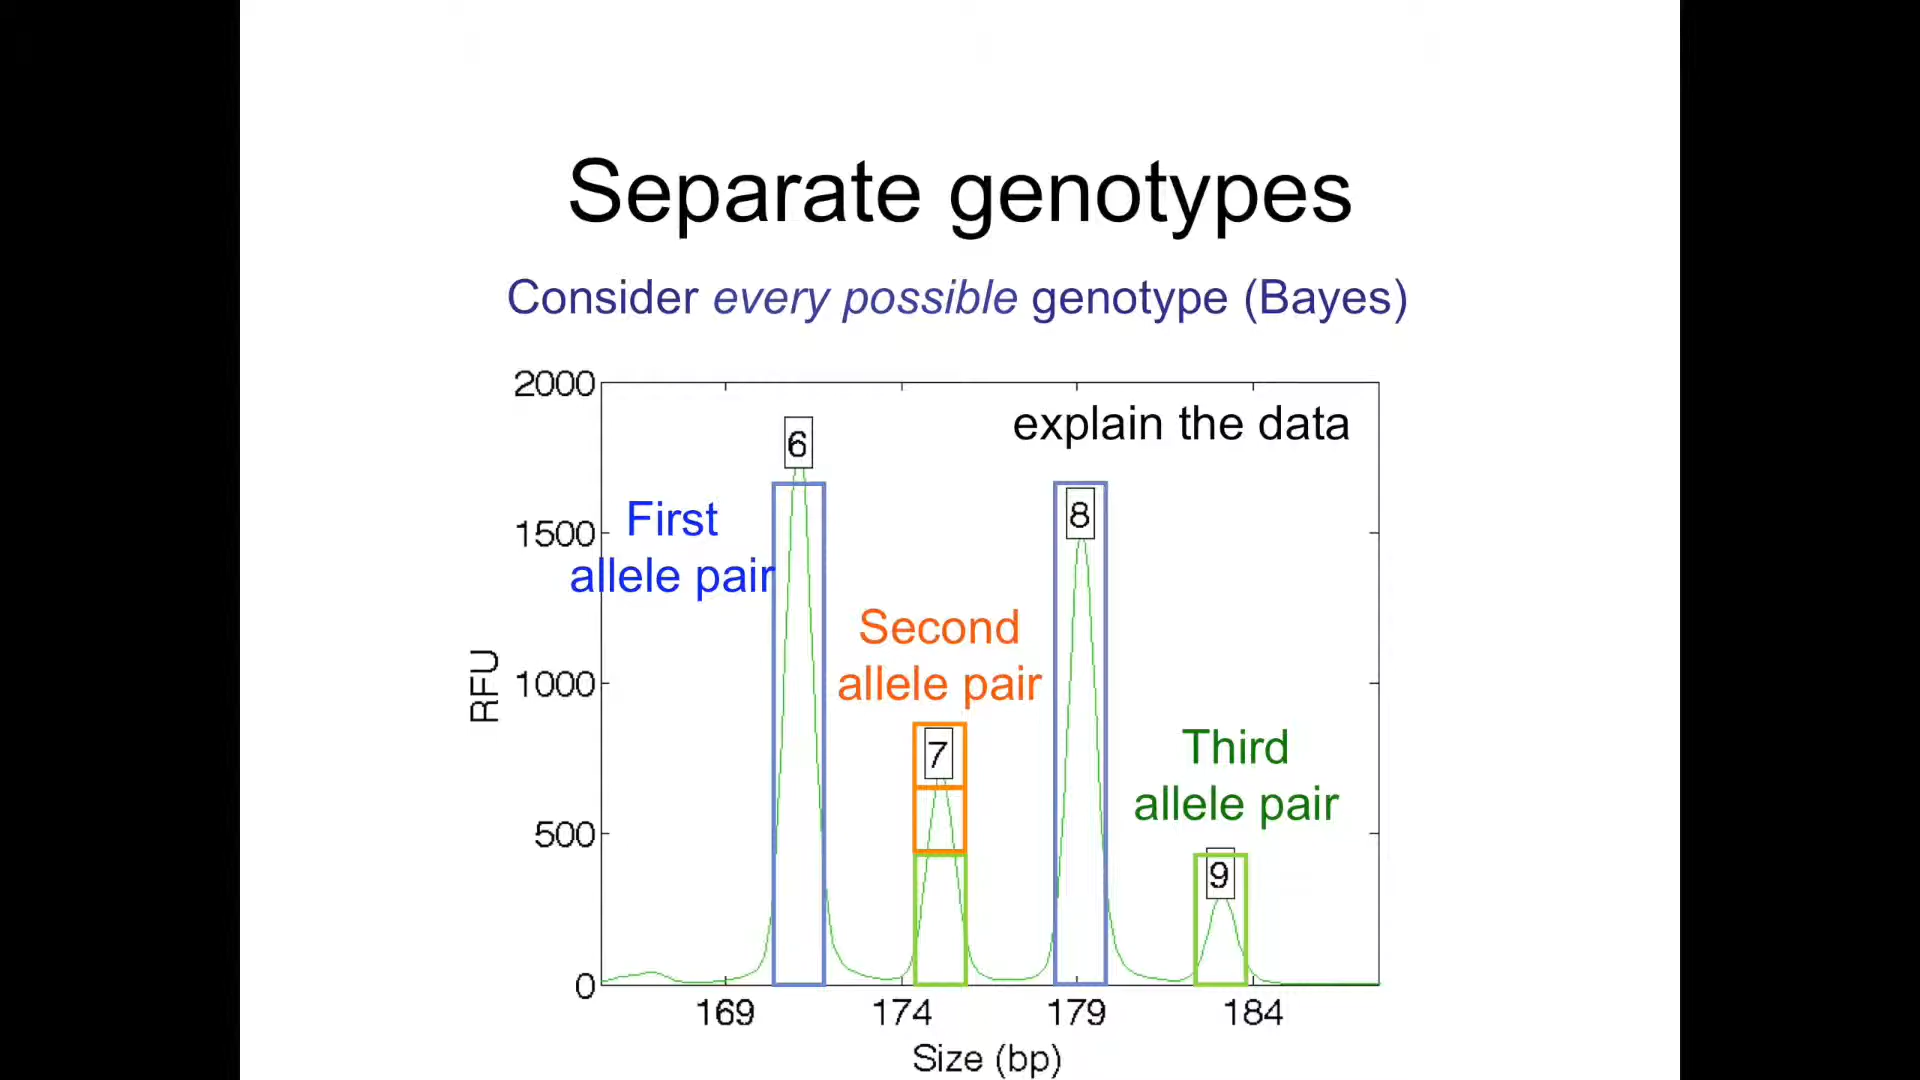 Separate genotypes
Consider every possible genotype (Bayes)
explain the data
2000
1500
1000
500
0
RFU
6
First
allele pair
8
Second
allele pair
7
Third
allele pair
9
169 174 179 184
Size (bp)